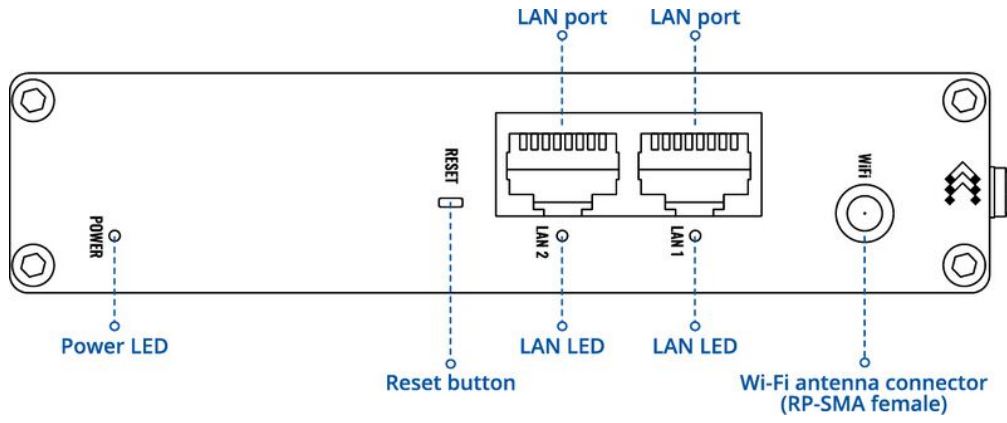 LAN port
LAN port
RESET
WiFi
POWER
LAN 2
LAN 1
Power LED
LAN LED
LAN LED
Reset button
Wi-Fi antenna connector
(RP-SMA female)